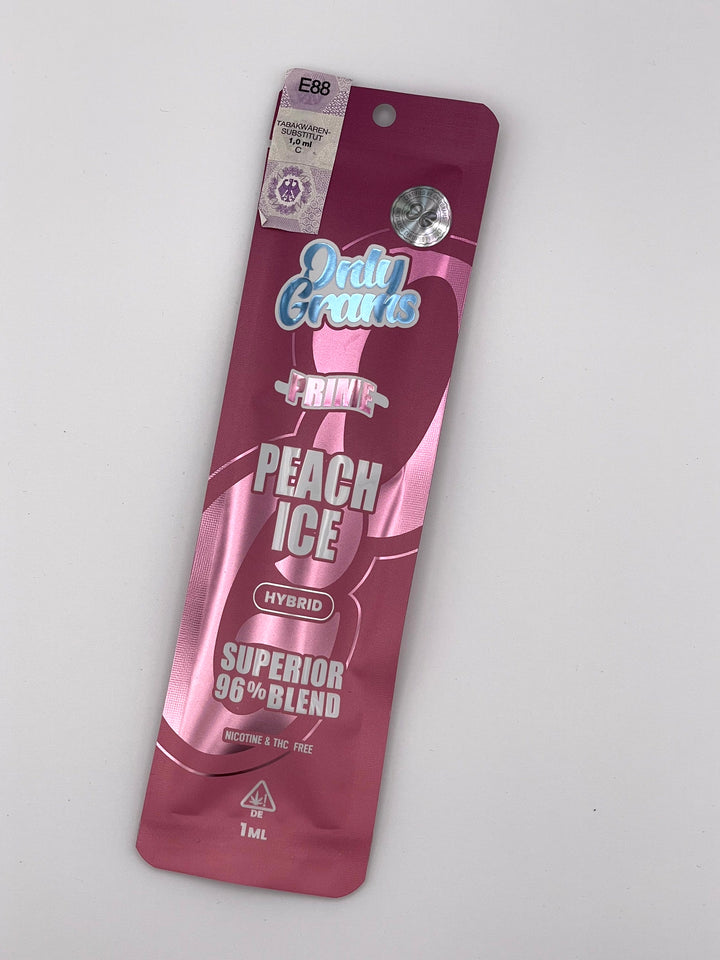 E88
TABAKWAREN-
SUBSTITUT
1,0 ml
C
Only
Grams
PRIME
PEACH
ICE
HYBRID
SUPERIOR
96% BLEND
NICOTINE & THC FREE
DE
1ML